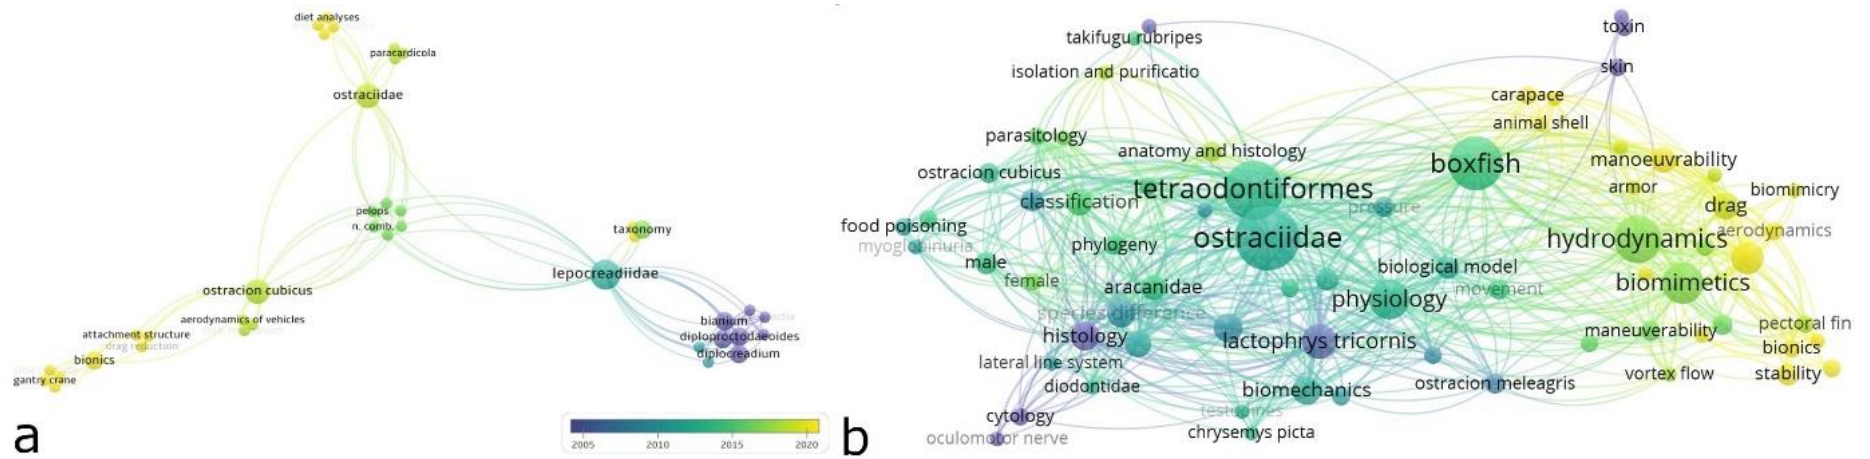 diet analyses
paracardicola
ostraciidae
pelops
n. comb.
taxonomy
lepocreadiidae
ostracion cubicus
aerodynamics of vehicles
attachment structure
drag reduction
bionics
gantry crane
bianium
diploproctodaeoides
diplocreadium
a
2005 2010 2015 2020
takifugu rubripes
isolation and purificatio
toxin
skin
carapace
animal shell
parasitology
anatomy and histology
boxfish
manoeuvrability
ostracion cubicus
tetraodontiformes
armor
biomimicry
classification
pressure
drag
food poisoning
myoglobinuria
phylogeny
ostraciidae
hydrodynamics
aerodynamics
male
female
aracanidae
biological model
movement
biomimetics
physiology
species difference
histology
lactophrys tricornis
maneuverability
pectoral fin
bionics
lateral line system
diodontidae
biomechanics
ostracion meleagris
vortex flow
stability
cytology
testudines
oculomotor nerve
chrysemys picta
b